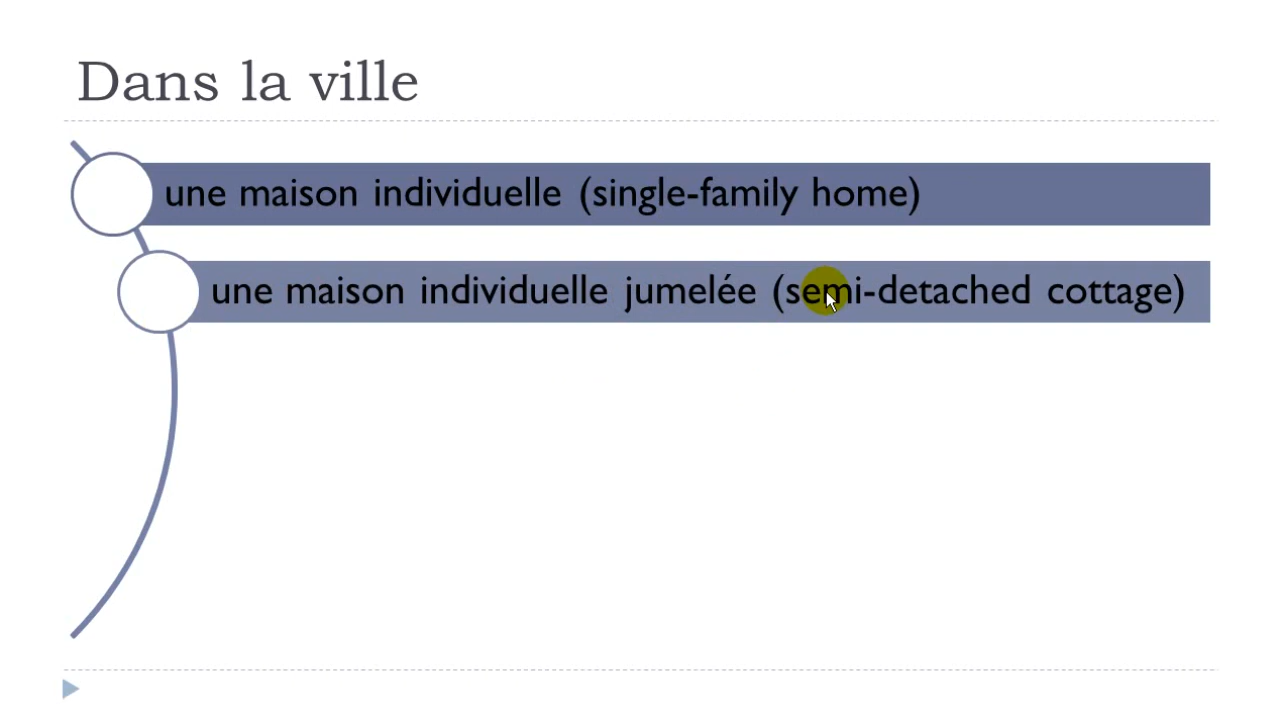 Dans la ville
une maison individuelle (single-family home)
une maison individuelle jumelée (semi-detached cottage)